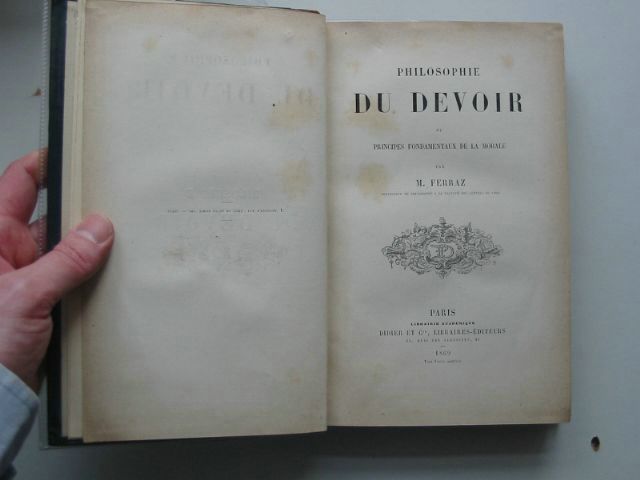 PHILOSOPHIE
DU DEVOIR
PRINCIPES FONDAMENTAUX DE LA MORALE
PAR
M. FERRAZ
PARIS
LIBRAIRIE ACADÉMIQUE
DIDIER ET Cie, LIBRAIRES-ÉDITEURS
1869